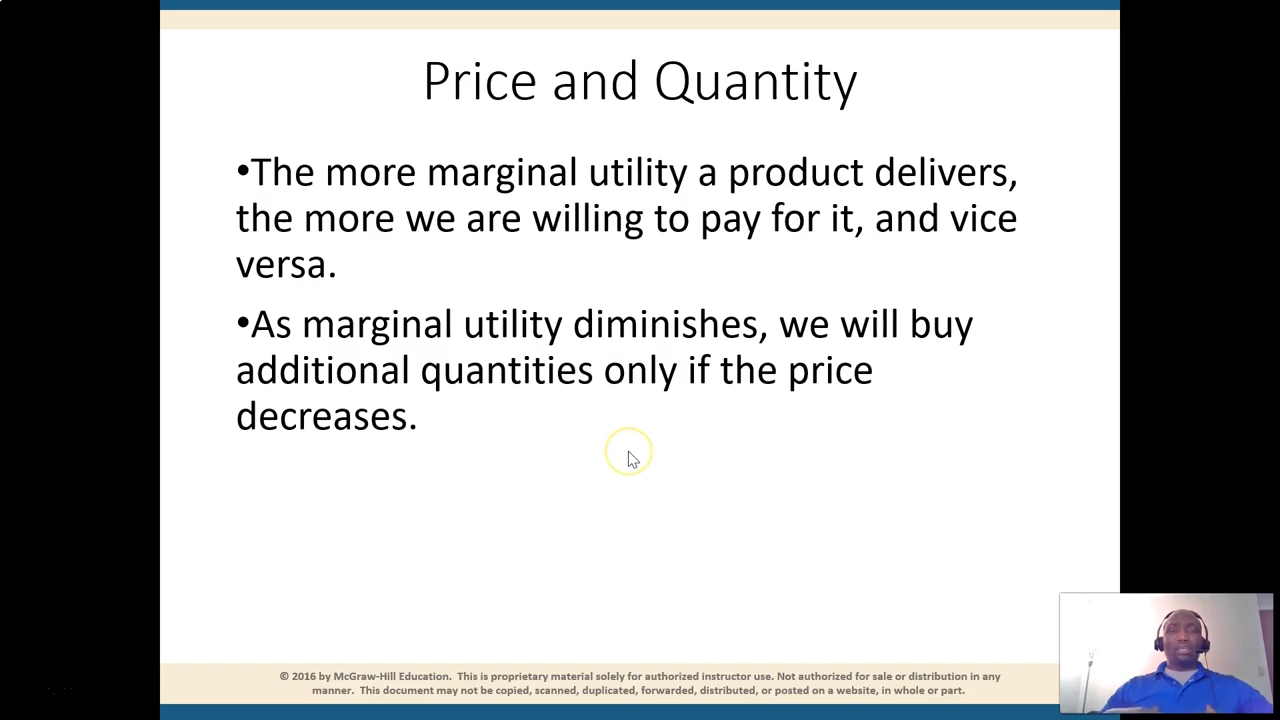 Price and Quantity
•The more marginal utility a product delivers,
the more we are willing to pay for it, and vice
versa.
•As marginal utility diminishes, we will buy
additional quantities only if the price
decreases.
© 2016 by McGraw-Hill Education.  This is proprietary material solely for authorized instructor use. Not authorized for sale or distribution in any
manner.  This document may not be copied, scanned, duplicated, forwarded, distributed, or posted on a website, in whole or part.